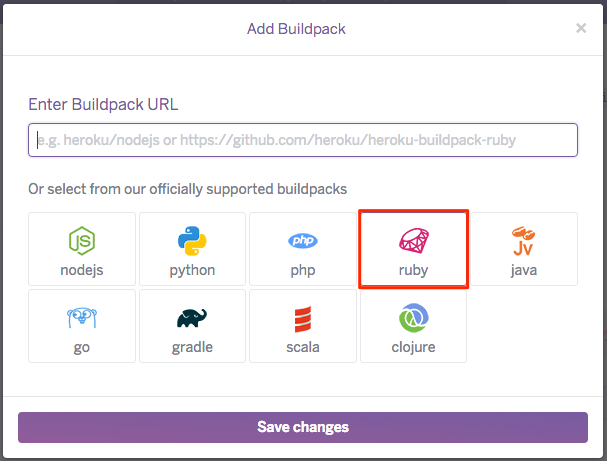 Add Buildpack ×
Enter Buildpack URL
e.g. heroku/nodejs or https://github.com/heroku/heroku-buildpack-ruby
Or select from our officially supported buildpacks
JS php Jv
nodejs python php ruby java
go gradle scala clojure
Save changes